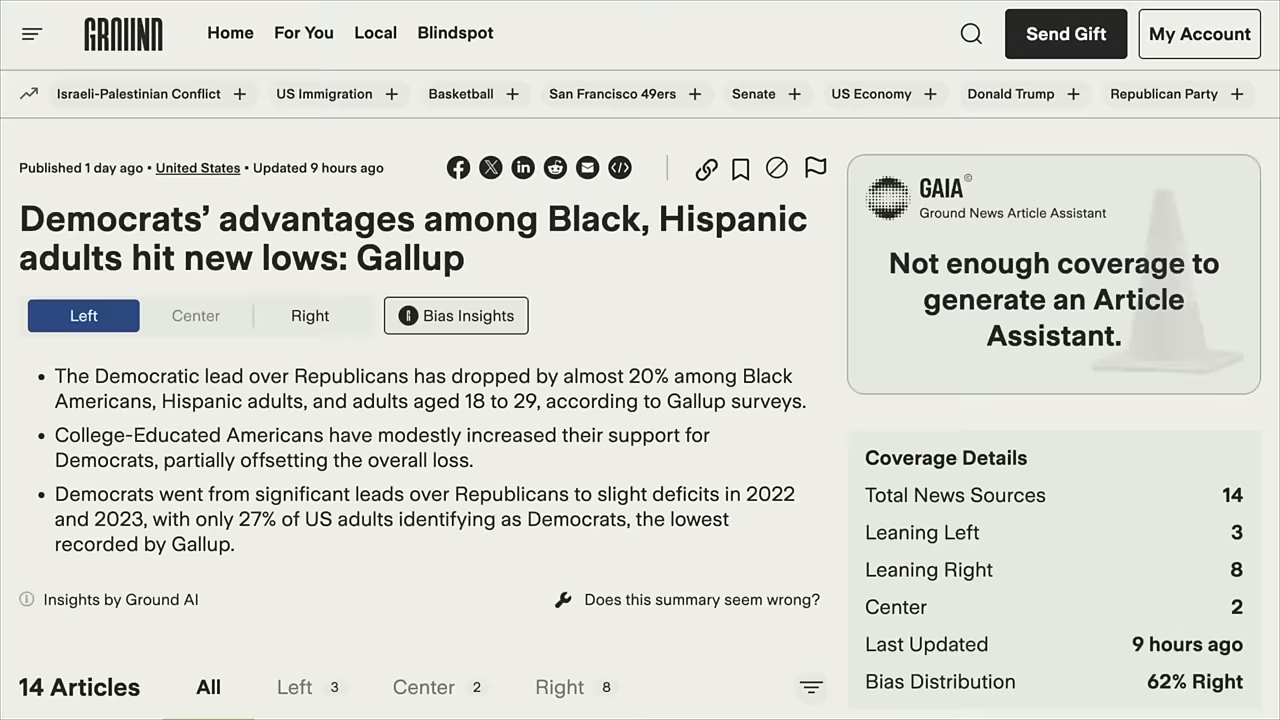 GROUND
Home For You Local Blindspot
Send Gift
My Account
Israeli-Palestinian Conflict + US Immigration + Basketball + San Francisco 49ers + Senate + US Economy + Donald Trump + Republican Party +
Published 1 day ago • United States • Updated 9 hours ago
Democrats’ advantages among Black, Hispanic
adults hit new lows: Gallup
Left Center Right Bias Insights
• The Democratic lead over Republicans has dropped by almost 20% among Black
Americans, Hispanic adults, and adults aged 18 to 29, according to Gallup surveys.
• College-Educated Americans have modestly increased their support for
Democrats, partially offsetting the overall loss.
• Democrats went from significant leads over Republicans to slight deficits in 2022
and 2023, with only 27% of US adults identifying as Democrats, the lowest
recorded by Gallup.
Insights by Ground AI
Does this summary seem wrong?
14 Articles All Left 3 Center 2 Right 8
GAIA©
Ground News Article Assistant
Not enough coverage to
generate an Article
Assistant.
Coverage Details
Total News Sources 14
Leaning Left 3
Leaning Right 8
Center 2
Last Updated 9 hours ago
Bias Distribution 62% Right